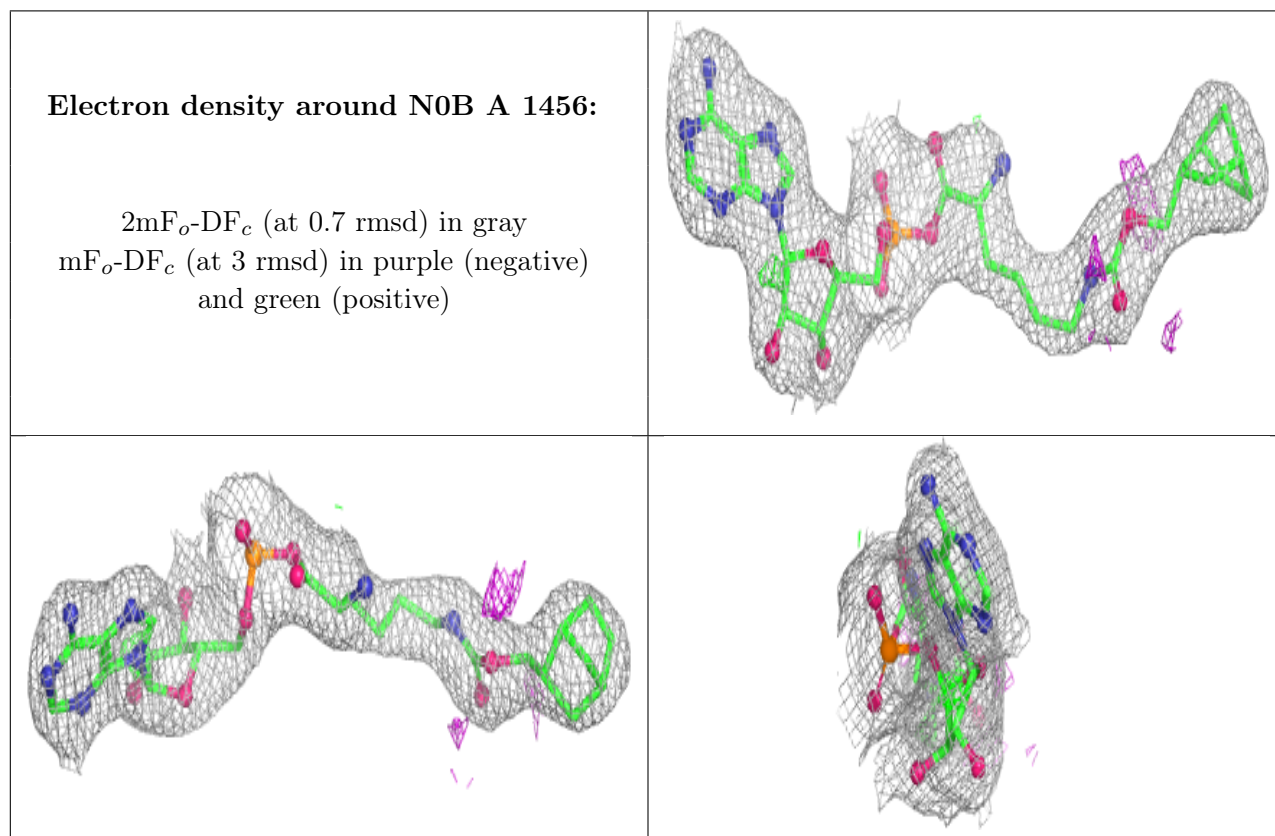 Electron density around N0B A 1456:
2mFo-DFc (at 0.7 rmsd) in gray
mFo-DFc (at 3 rmsd) in purple (negative)
and green (positive)